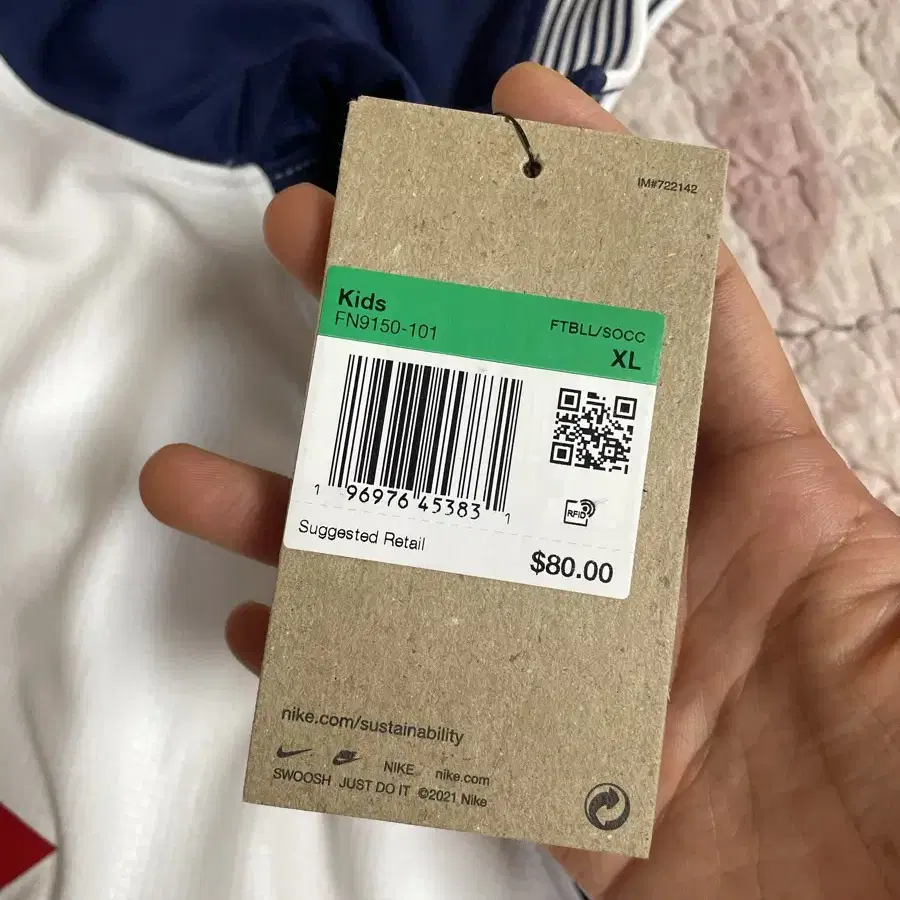 IM#722142
Kids
FN9150-101
FTBLL/SOCC
XL
1 96976 45383 1
RFID
Suggested Retail
$80.00
nike.com/sustainability
NIKE nike.com
SWOOSH JUST DO IT ©2021 Nike